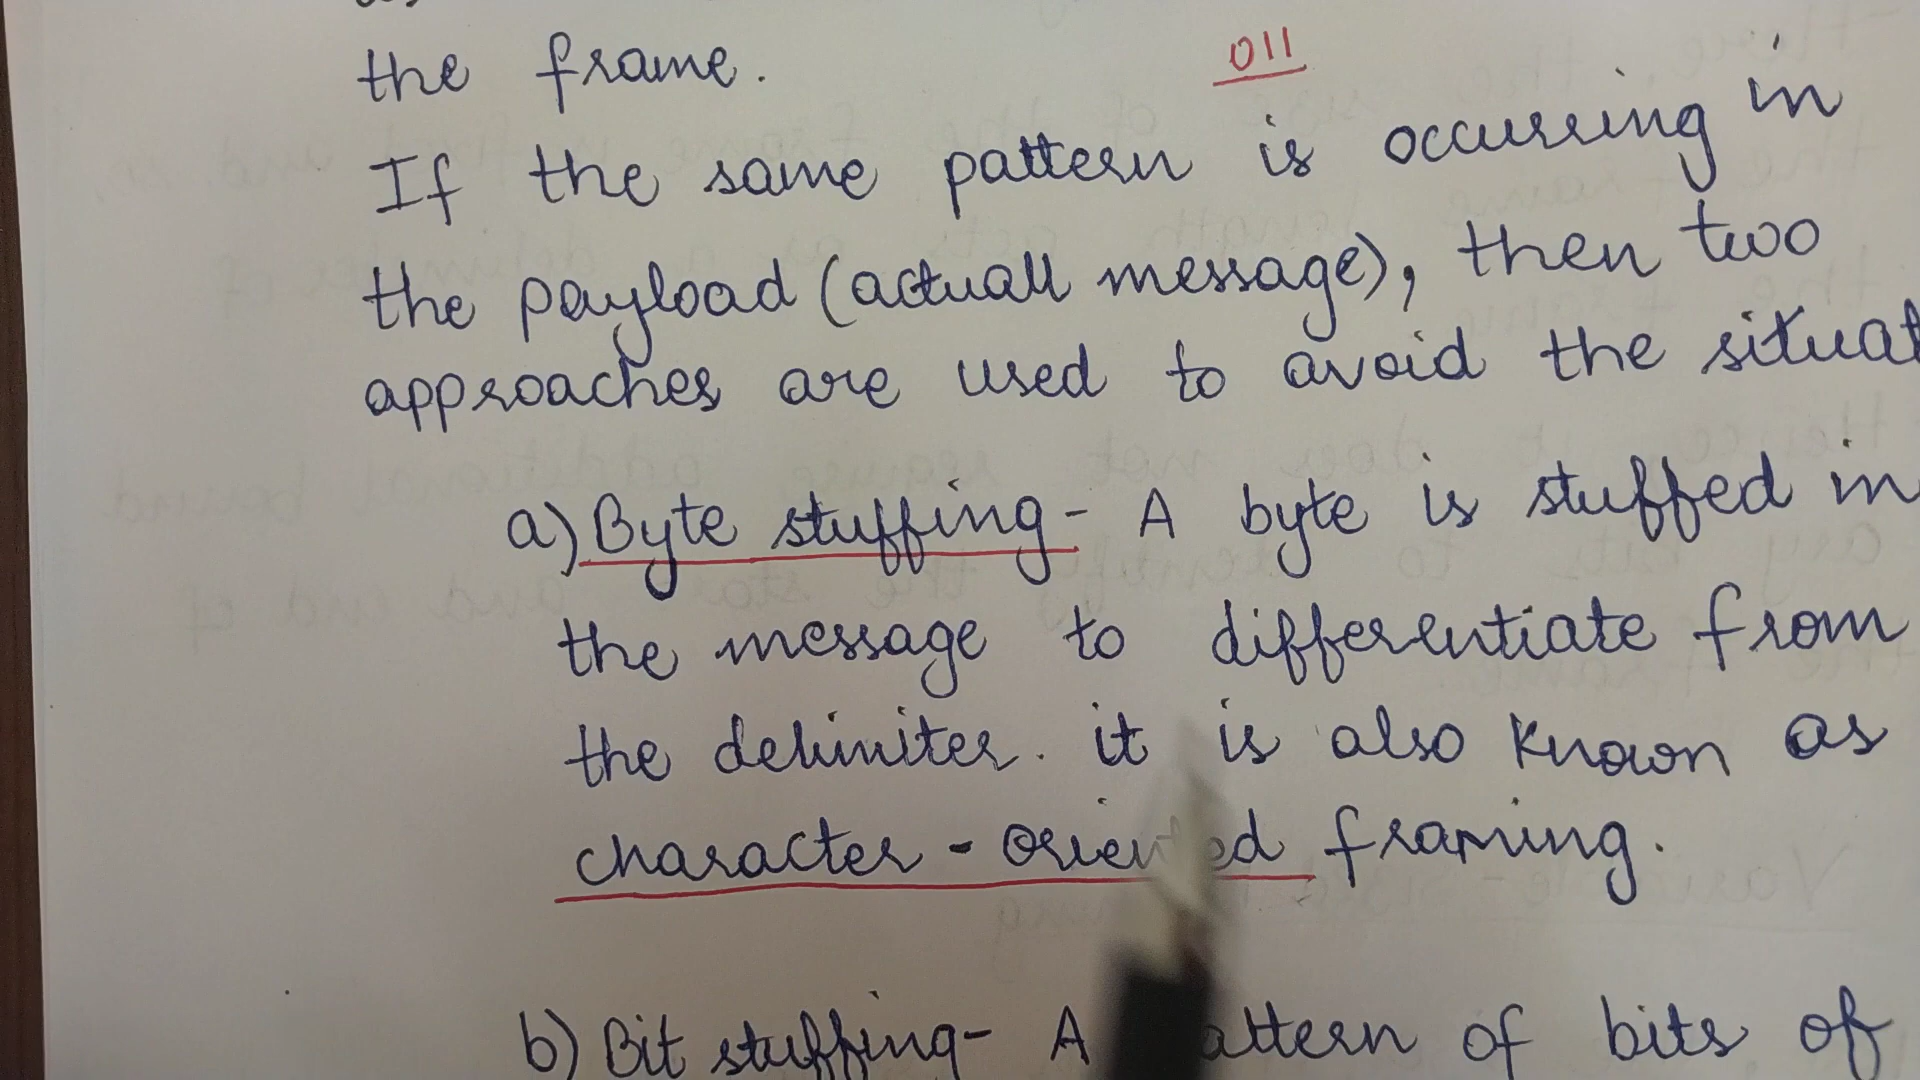 the frame.
011
If the same pattern is occurring in
the payload (actuall message), then two
approaches are used to avoid the situat
a) Byte stuffing - A byte is stuffed in
the message to differentiate from
the delimiter. it is also known as
character - oriented framing.
b) Bit stuffing - A pattern of bits of